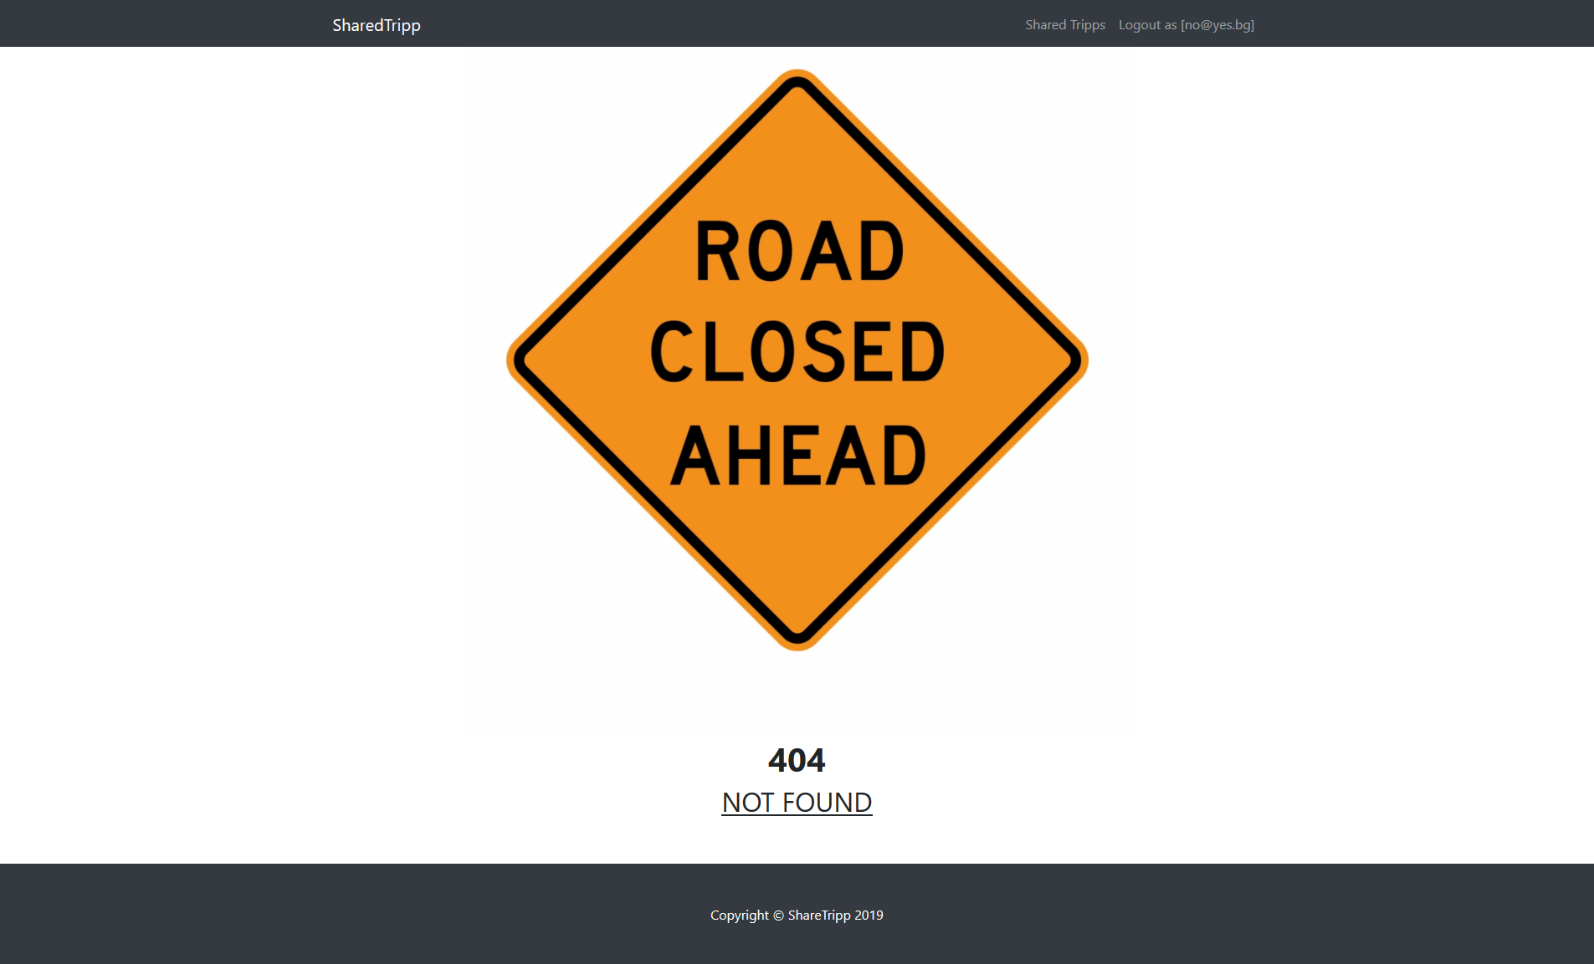 SharedTripp
Shared Tripps Logout as [no@yes.bg]
ROAD
CLOSED
AHEAD
404
NOT FOUND
Copyright © ShareTripp 2019